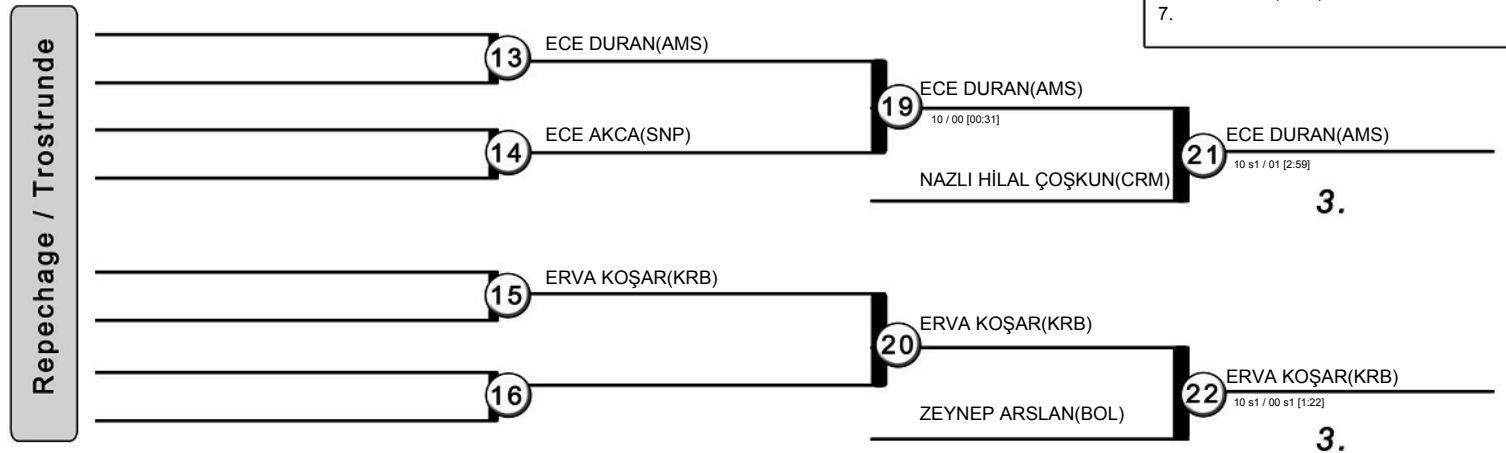 7.
Repechage / Trostrunde
13
ECE DURAN(AMS)
14
ECE AKCA(SNP)
19
ECE DURAN(AMS)
10 / 00 [00:31]
NAZLI HİLAL ÇOŞKUN(CRM)
21
ECE DURAN(AMS)
10 s1 / 01 [2:59]
3.
15
ERVA KOŞAR(KRB)
16
20
ERVA KOŞAR(KRB)
ZEYNEP ARSLAN(BOL)
22
ERVA KOŞAR(KRB)
10 s1 / 00 s1 [1:22]
3.